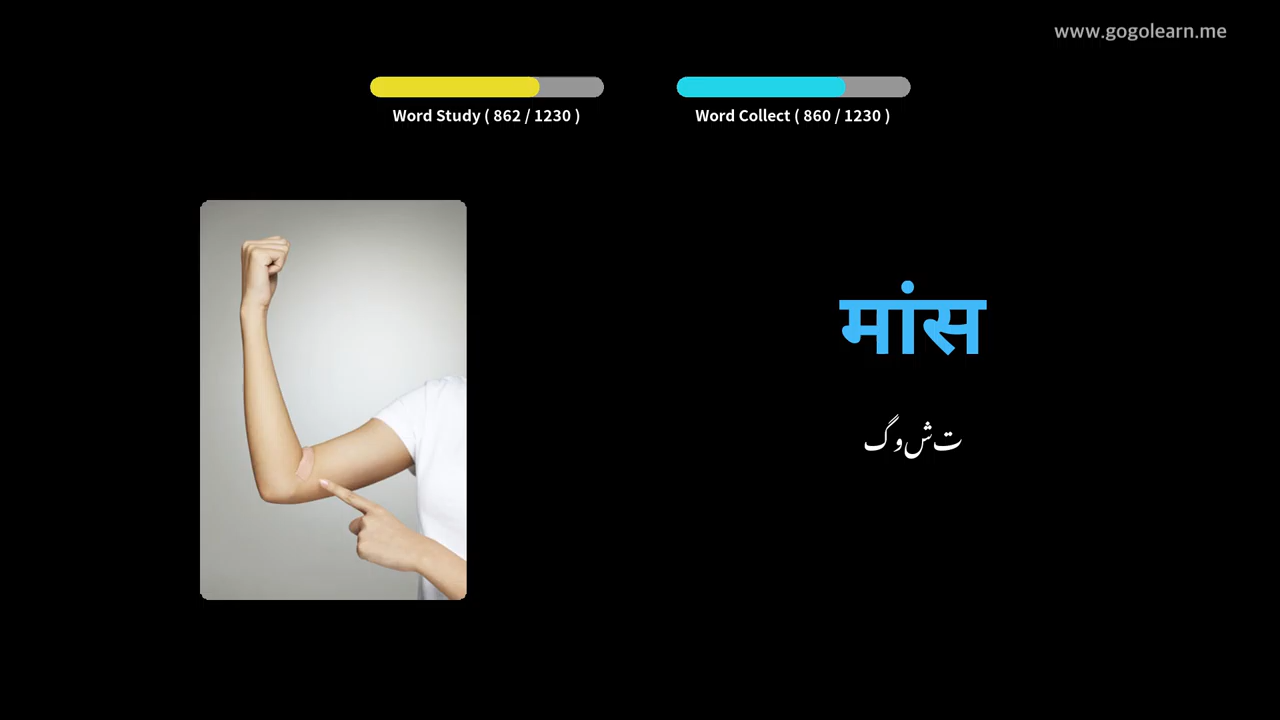 www.gogolearn.me
Word Study ( 862 / 1230 )
Word Collect ( 860 / 1230 )
मांस
گوشت